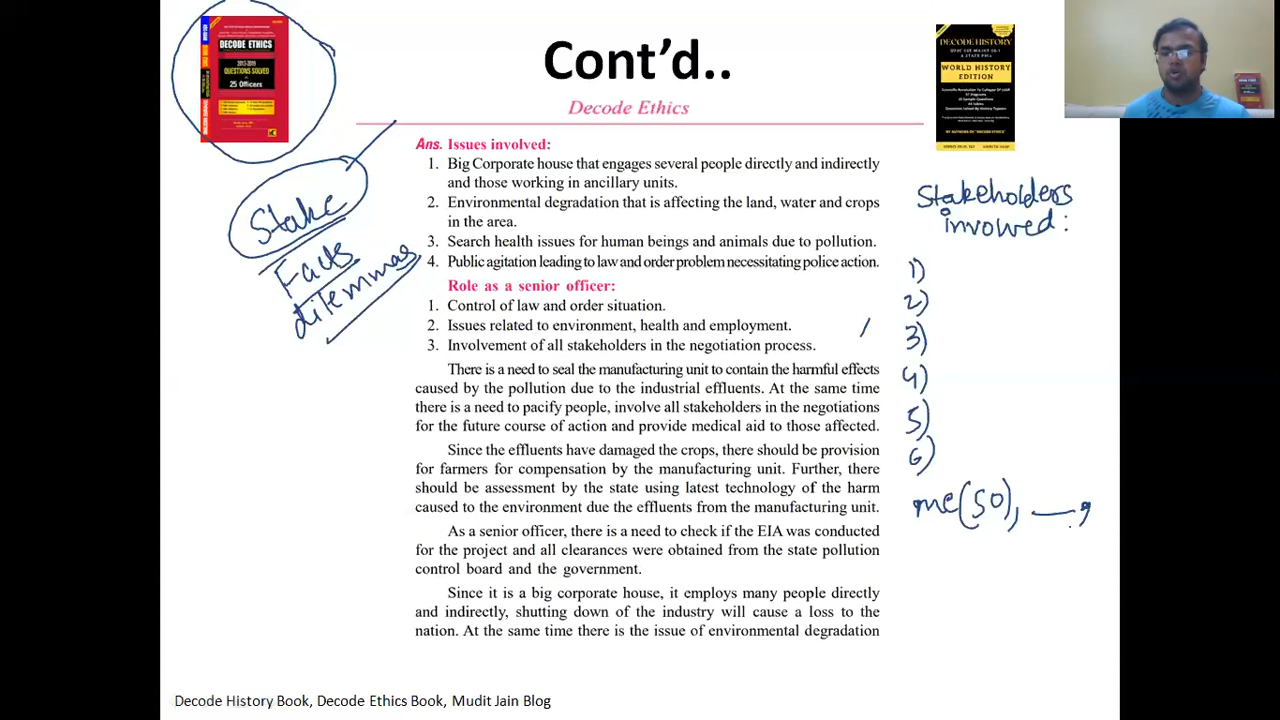 Cont'd..
Decode Ethics
DECODE ETHICS
QUESTIONS SOLVED
25 Officers
DECODE HISTORY
WORLD HISTORY
EDITION
BY AUTHORS OF "DECODE ETHICS"
Ans. Issues involved:
1. Big Corporate house that engages several people directly and indirectly
and those working in ancillary units.
2. Environmental degradation that is affecting the land, water and crops
in the area.
3. Search health issues for human beings and animals due to pollution.
4. Public agitation leading to law and order problem necessitating police action.
Role as a senior officer:
1. Control of law and order situation.
2. Issues related to environment, health and employment.
3. Involvement of all stakeholders in the negotiation process.
There is a need to seal the manufacturing unit to contain the harmful effects
caused by the pollution due to the industrial effluents. At the same time
there is a need to pacify people, involve all stakeholders in the negotiations
for the future course of action and provide medical aid to those affected.
Since the effluents have damaged the crops, there should be provision
for farmers for compensation by the manufacturing unit. Further, there
should be assessment by the state using latest technology of the harm
caused to the environment due the effluents from the manufacturing unit.
As a senior officer, there is a need to check if the EIA was conducted
for the project and all clearances were obtained from the state pollution
control board and the government.
Since it is a big corporate house, it employs many people directly
and indirectly, shutting down of the industry will cause a loss to the
nation. At the same time there is the issue of environmental degradation
Stake
Facts
dilemmas
Stakeholders
involved:
1)
2)
3)
4)
5)
6)
me(50), __,
Decode History Book, Decode Ethics Book, Mudit Jain Blog